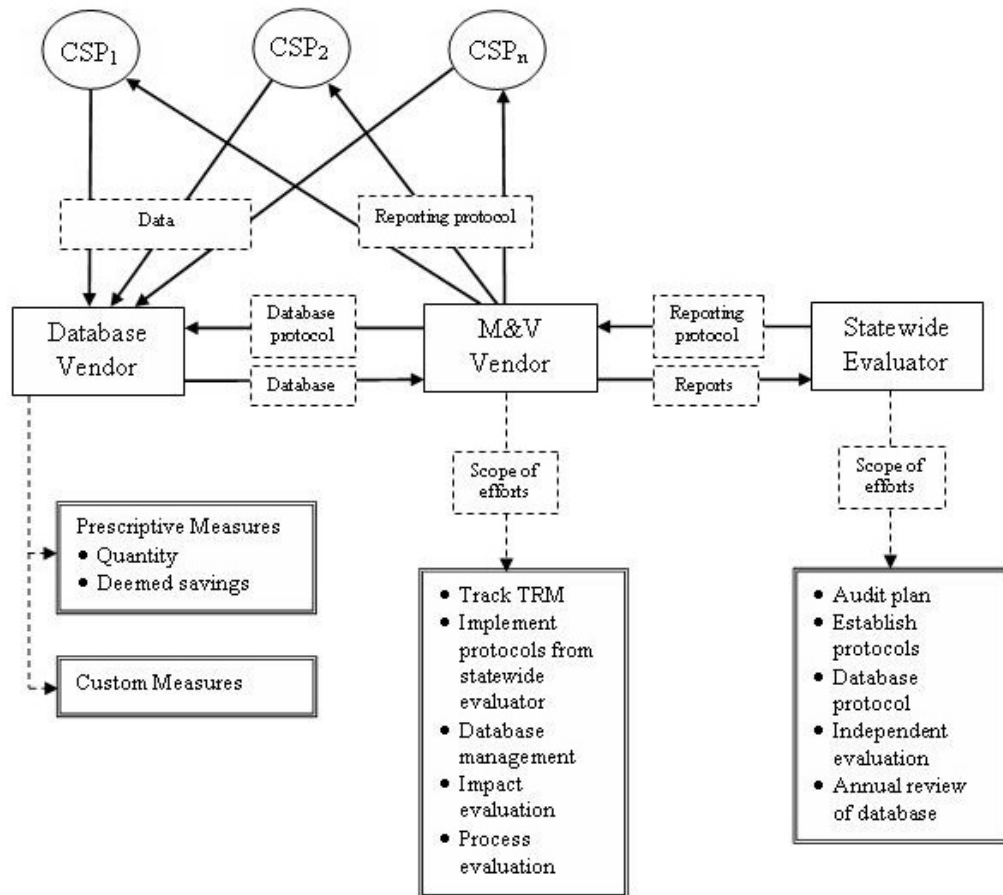 CSP1
CSP2
CSPn
Data
Reporting protocol
Database
Vendor
Database
protocol
Database
M&V
Vendor
Reporting
protocol
Reports
Statewide
Evaluator
Scope of
efforts
Scope of
efforts
Prescriptive Measures
• Quantity
• Deemed savings
Custom Measures
• Track TRM
• Implement
protocols from
statewide
evaluator
• Database
management
• Impact
evaluation
• Process
evaluation
• Audit plan
• Establish
protocols
• Database
protocol
• Independent
evaluation
• Annual review
of database